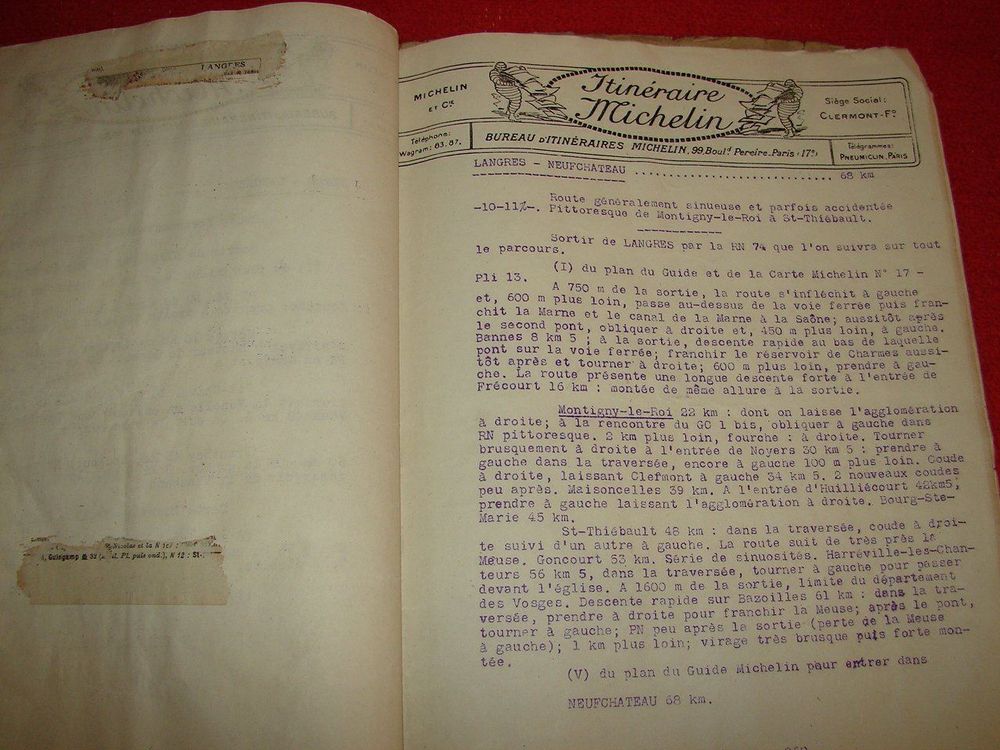 LANGRES
MICHELIN
ET Cie
Téléphone:
Wagram: 83.87.
Itinéraire
Michelin
Siège Social:
CLERMONT-Fd
BUREAU D'ITINÉRAIRES MICHELIN, 99, Bould Pereire_Paris (17e)
Télégrammes:
PNEUMICLIN, PARIS
LANGRES - NEUFCHATEAU ............................ 68 km
Route généralement sinueuse et parfois accidentée
-10-11%-. Pittoresque de Montigny-le-Roi à St-Thiébault.
Sortir de LANGRES par la RN 74 que l'on suivra sur tout
le parcours.
(I) du plan du Guide et de la Carte Michelin N° 17 -
Pli 13.
A 750 m de la sortie, la route s'infléchit à gauche
et, 600 m plus loin, passe au-dessus de la voie ferrée puis fran-
chit la Marne et le canal de la Marne à la Saône; aussitôt après
le second pont, obliquer à droite et, 450 m plus loin, à gauche.
Bannes 8 km 5 ; à la sortie, descente rapide au bas de laquelle
pont sur la voie ferrée; franchir le réservoir de Charmes aussi-
tôt après et tourner à droite; 600 m plus loin, prendre à gau-
che. La route présente une longue descente forte à l'entrée de
Frécourt 16 km : montée de même allure à la sortie.
Montigny-le-Roi 22 km : dont on laisse l'agglomération
à droite; à la rencontre du GC 1 bis, obliquer à gauche dans
RN pittoresque. 2 km plus loin, fourche : à droite. Tourner
brusquement à droite à l'entrée de Noyers 30 km 5 : prendre à
gauche dans la traversée, encore à gauche 100 m plus loin. Coude
à droite, laissant Clefmont à gauche 34 km 5. 2 nouveaux coudes
peu après. Maisoncelles 39 km. A l'entrée d'Huilliécourt 42km5,
prendre à gauche laissant l'agglomération à droite. Bourg-Ste-
Marie 45 km.
St-Thiébault 48 km : dans la traversée, coude à droi-
te suivi d'un autre à gauche. La route suit de très près la
Meuse. Goncourt 53 km. Série de sinuosités. Harréville-les-Chan-
teurs 56 km 5, dans la traversée, tourner à gauche pour passer
devant l'église. A 1600 m de la sortie, limite du département
des Vosges. Descente rapide sur Bazoilles 61 km : dans la tra-
versée, prendre à droite pour franchir la Meuse; après le pont,
tourner à gauche; PN peu après la sortie (perte de la Meuse
à gauche); 1 km plus loin; virage très brusque puis forte mon-
tée.
(V) du plan du Guide Michelin pour entrer dans
NEUFCHATEAU 68 km.
Nicolas et la N
Guingamp
N 12 : St-